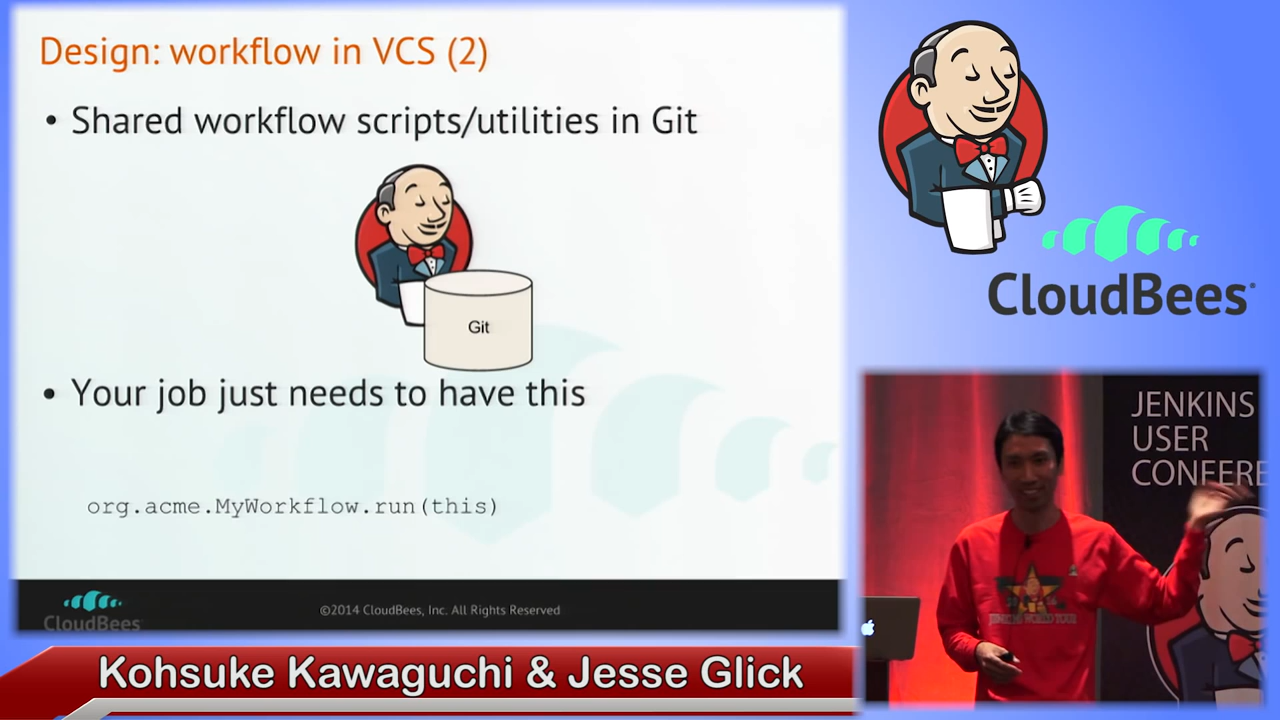 Design: workflow in VCS (2)
• Shared workflow scripts/utilities in Git
Git
• Your job just needs to have this
org.acme.MyWorkflow.run(this)
CloudBees
©2014 CloudBees, Inc. All Rights Reserved
Kohsuke Kawaguchi & Jesse Glick
CloudBees
JENKINS
USER
CONFERE